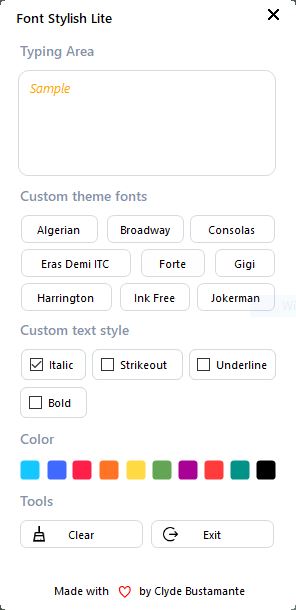 Font Stylish Lite
Typing Area
Sample
Custom theme fonts
Algerian Broadway Consolas
Eras Demi ITC Forte Gigi
Harrington Ink Free Jokerman
Custom text style
Italic Strikeout Underline
Bold
Color
Tools
Clear Exit
Made with by Clyde Bustamante